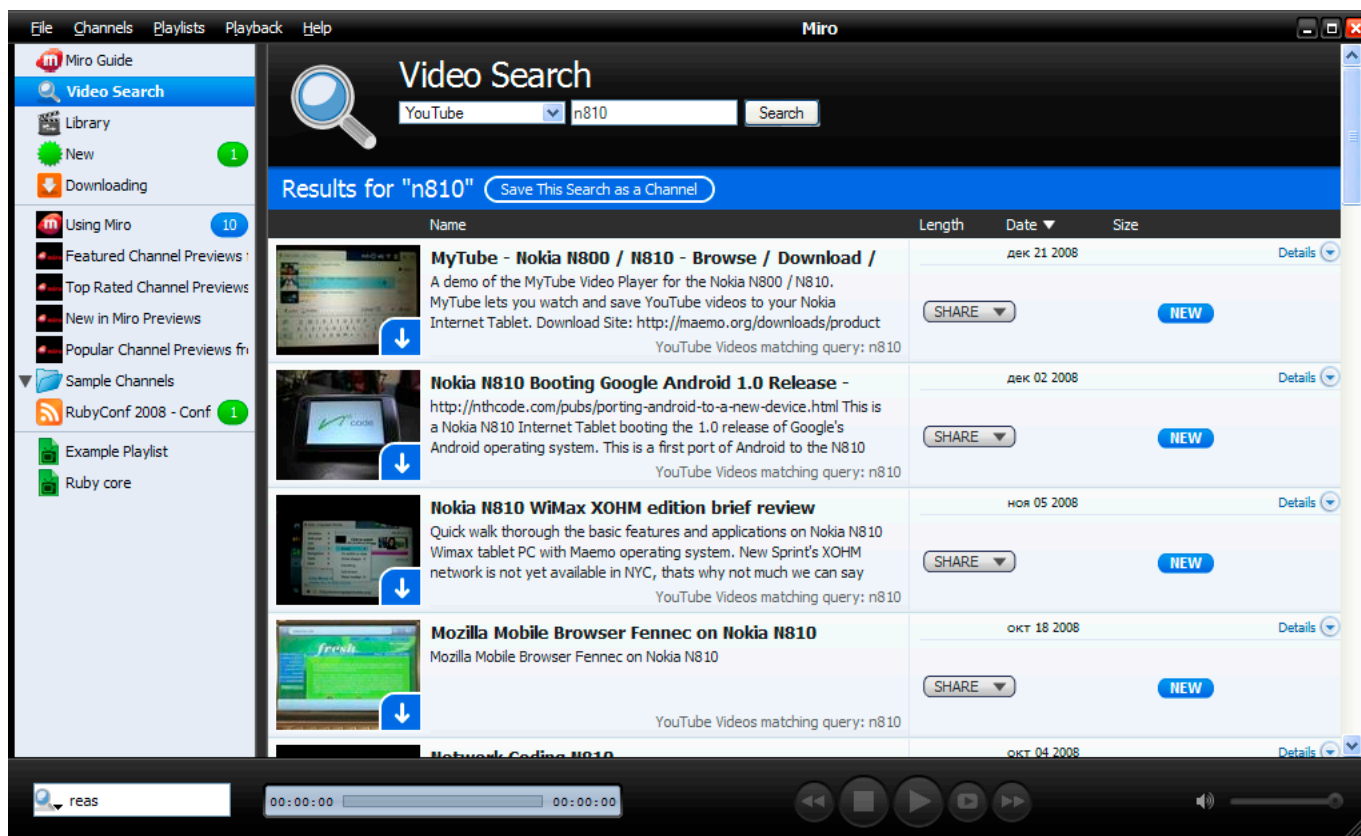 File Channels Playlists Playback Help Miro
Miro Guide
Video Search
Library
New 1
Downloading
Using Miro 10
Featured Channel Previews
Top Rated Channel Previews
New in Miro Previews
Popular Channel Previews
Sample Channels
RubyConf 2008 - Conf 1
Example Playlist
Ruby core
Video Search
YouTube n810 Search
Results for "n810" Save This Search as a Channel
Name Length Date Size
MyTube - Nokia N800 / N810 - Browse / Download /
дек 21 2008 Details
A demo of the MyTube Video Player for the Nokia N800 / N810.
MyTube lets you watch and save YouTube videos to your Nokia
Internet Tablet. Download Site: http://maemo.org/downloads/product
SHARE NEW
YouTube Videos matching query: n810
Nokia N810 Booting Google Android 1.0 Release -
дек 02 2008 Details
http://nthcode.com/pubs/porting-android-to-a-new-device.html This is
a Nokia N810 Internet Tablet booting the 1.0 release of Google's
Android operating system. This is a first port of Android to the N810
SHARE NEW
YouTube Videos matching query: n810
Nokia N810 WiMax XOHM edition brief review
ноя 05 2008 Details
Quick walk thorough the basic features and applications on Nokia N810
Wimax tablet PC with Maemo operating system. New Sprint's XOHM
network is not yet available in NYC, thats why not much we can say
SHARE NEW
YouTube Videos matching query: n810
Mozilla Mobile Browser Fennec on Nokia N810
окт 18 2008 Details
Mozilla Mobile Browser Fennec on Nokia N810
SHARE NEW
YouTube Videos matching query: n810
Network Coding N810
окт 04 2008 Details
reas
00:00:00 00:00:00